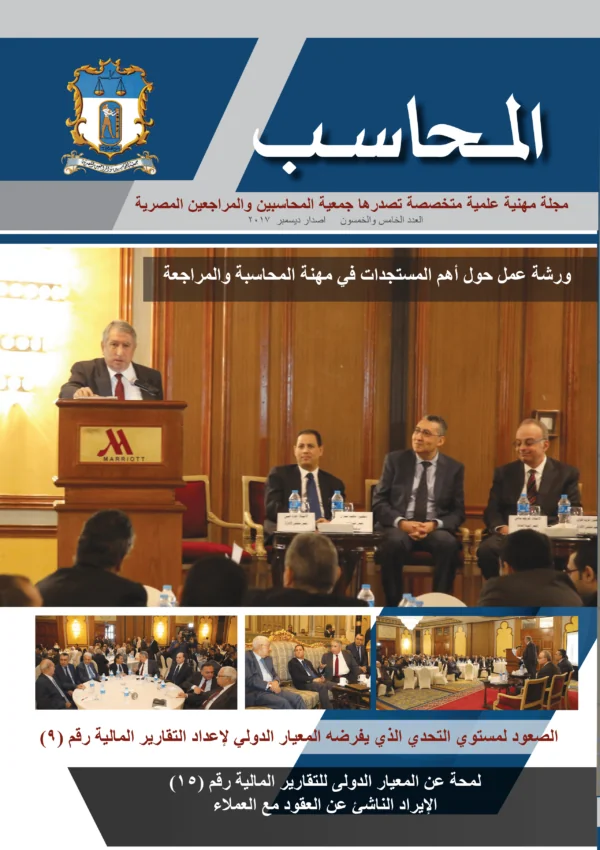 المحاسب
مجلة مهنية علمية متخصصة تصدرها جمعية المحاسبين والمراجعين المصرية
العدد الخامس والخمسون اصدار ديسمبر ٢٠١٧
ورشة عمل حول أهم المستجدات في مهنة المحاسبة والمراجعة
MARRIOTT
الصعود لمستوي التحدي الذي يفرضه المعيار الدولي لإعداد التقارير المالية رقم (٩)
لمحة عن المعيار الدولى للتقارير المالية رقم (١٥)
الإيراد الناشئ عن العقود مع العملاء